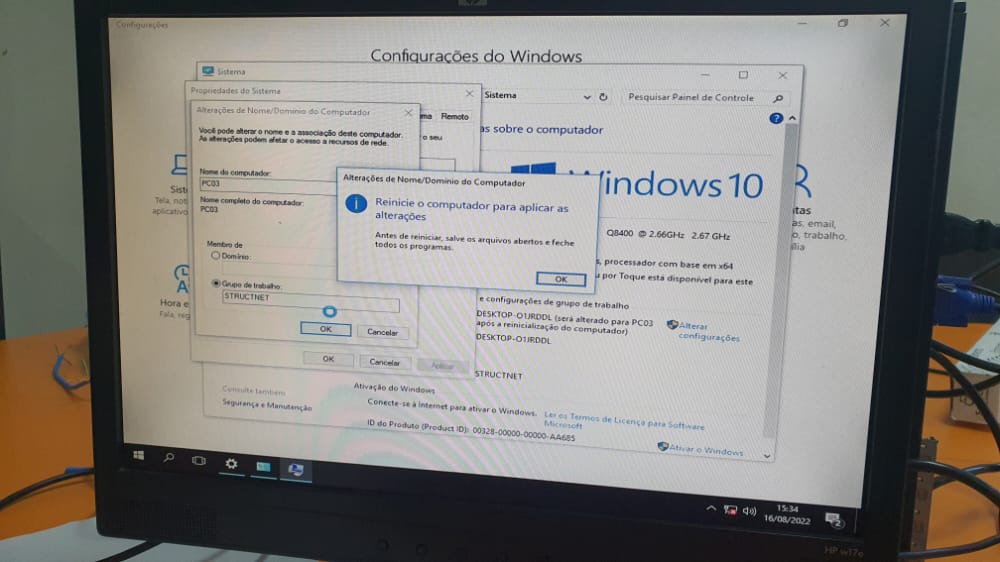 Configurações
Configurações do Windows
Sistema
Propriedades do Sistema
Sistema
Pesquisar Painel de Controle
Alterações de Nome/Domínio do Computador
Remoto
as sobre o computador
Você pode alterar o nome e a associação deste computador.
As alterações podem afetar o acesso a recursos de rede.
o seu
Nome do computador:
PC03
Nome completo do computador:
PC03
Alterações de Nome/Domínio do Computador
Reinicie o computador para aplicar as
alterações
Antes de reiniciar, salve os arquivos abertos e feche
todos os programas.
OK
Windows 10
Q8400 @ 2.66GHz 2.67 GHz
, processador com base em x64
por Toque está disponível para este
Membro de
Domínio:
Grupo de trabalho:
STRUCTNET
OK
Cancelar
OK
Cancelar
Aplicar
e configurações de grupo de trabalho
DESKTOP-O1JRDDL (será alterado para PC03
após a reinicialização do computador)
DESKTOP-O1JRDDL
Alterar
configurações
STRUCTNET
Sist
Tela, not
aplicativo
Hora e
Fala, reg
tas
as, email,
o, trabalho,
ília
Consulte também
Segurança e Manutenção
Ativação do Windows
Conecte-se à Internet para ativar o Windows.
Ler os Termos de Licença para Software
Microsoft
ID do Produto (Product ID): 00328-00000-00000-AA685
Ativar o Windows
15:34
16/08/2022
2
HP w17e